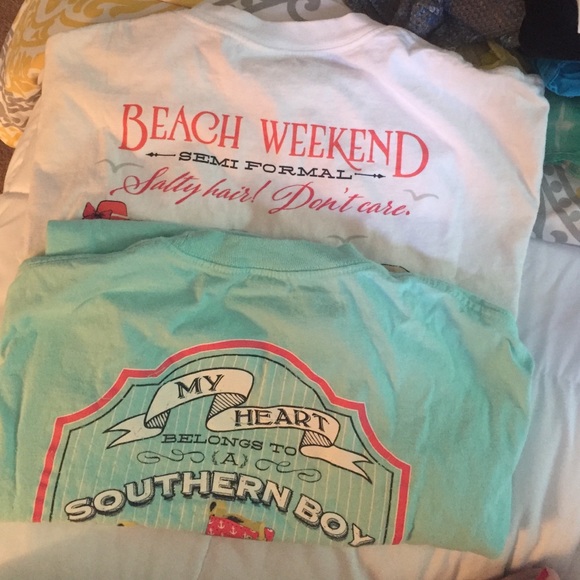 BEACH WEEKEND
SEMI FORMAL
Salty hair! Don't care.
MY
HEART
BELONGS TO
{A}
SOUTHERN BOY